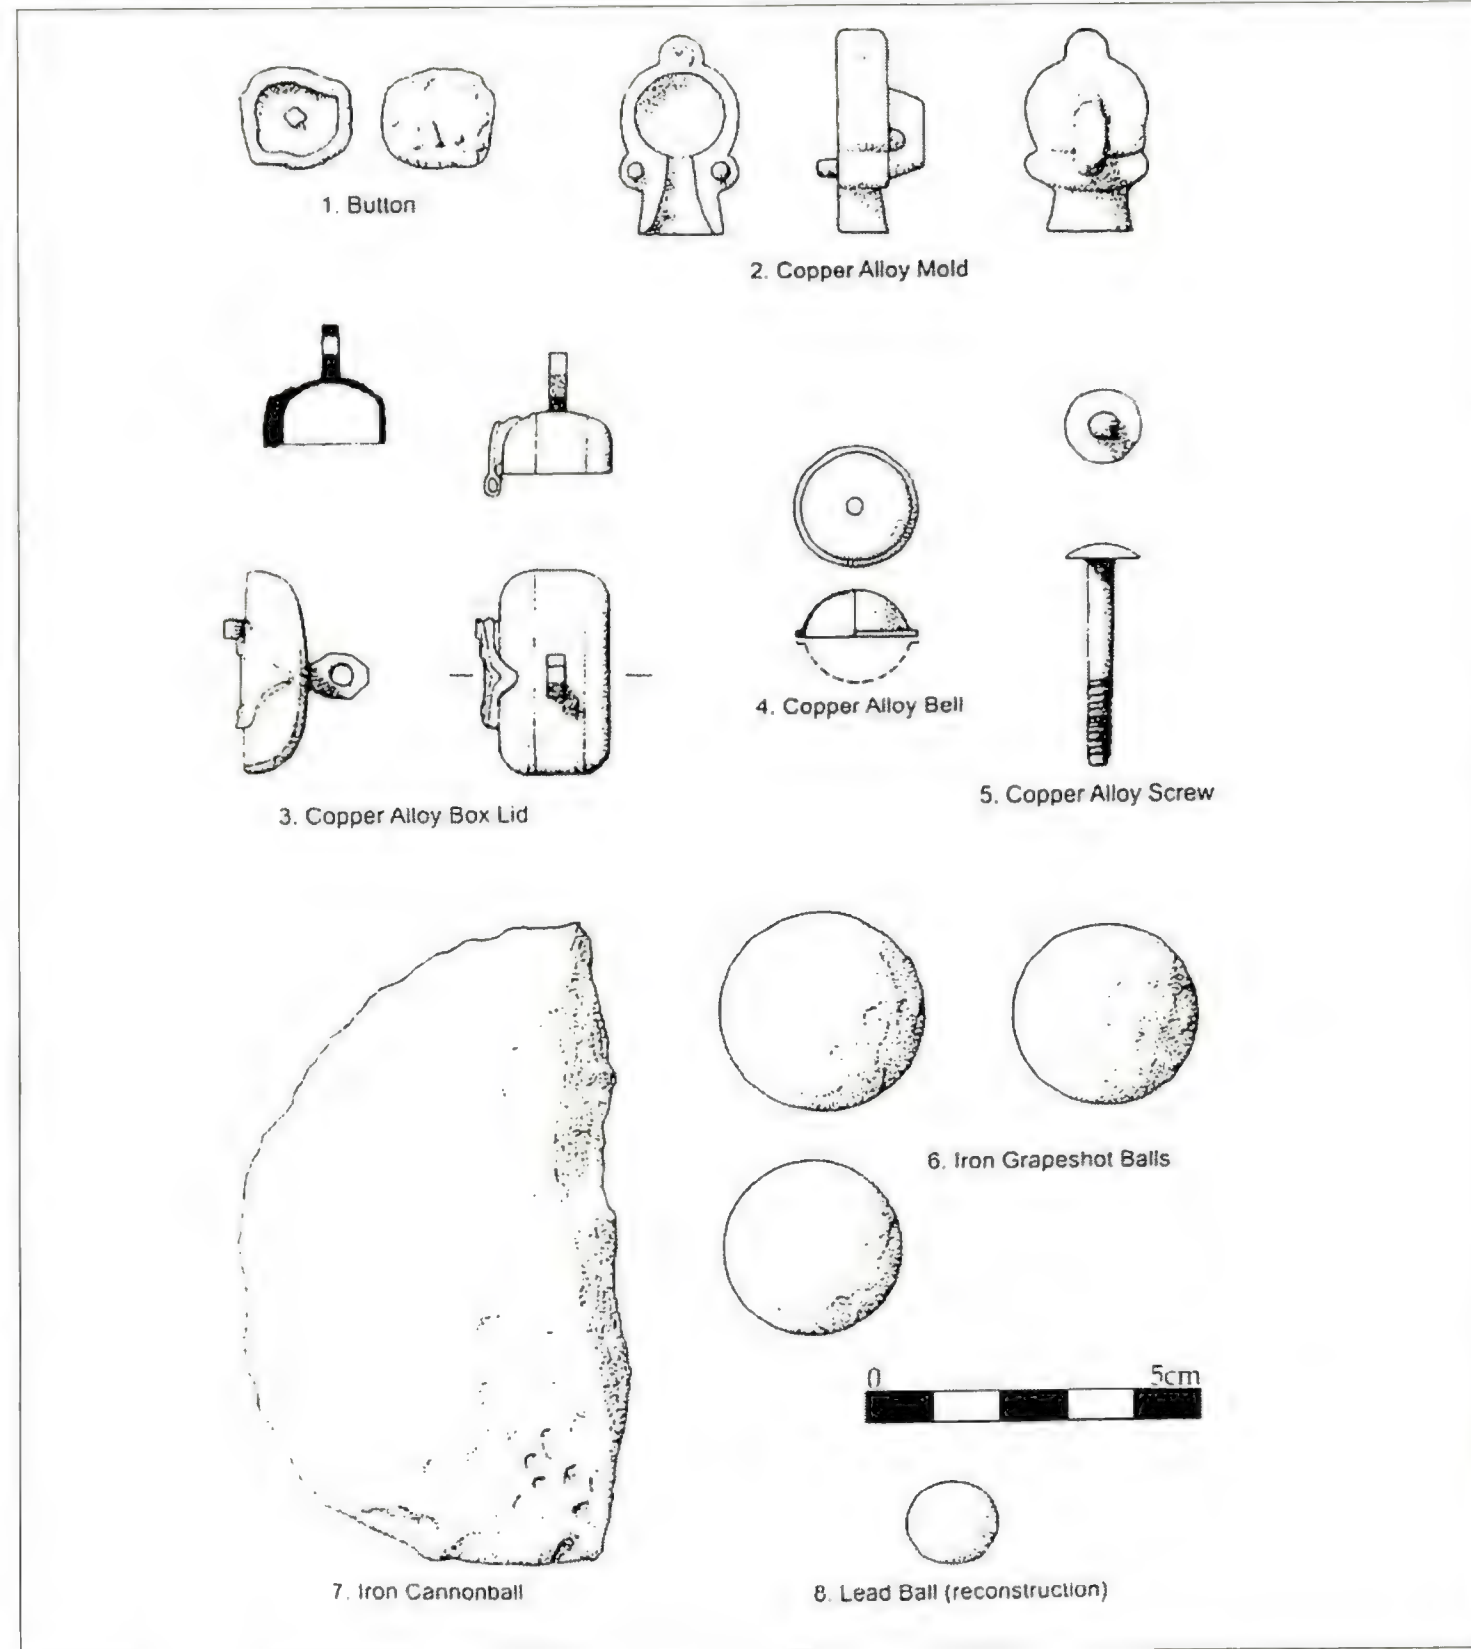 1. Button
2. Copper Alloy Mold
3. Copper Alloy Box Lid
4. Copper Alloy Bell
5. Copper Alloy Screw
6. Iron Grapeshot Balls
0 5cm
7. Iron Cannonball
8. Lead Ball (reconstruction)